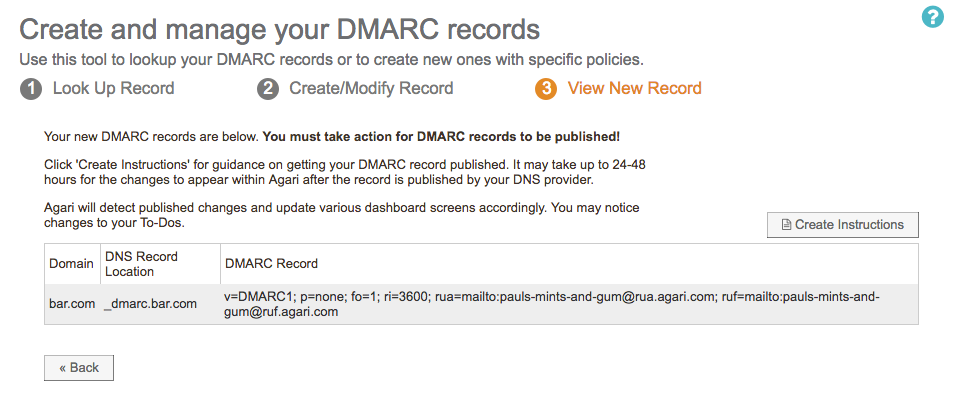 ?
Create and manage your DMARC records
Use this tool to lookup your DMARC records or to create new ones with specific policies.
1 Look Up Record 2 Create/Modify Record 3 View New Record
Your new DMARC records are below. You must take action for DMARC records to be published!
Click 'Create Instructions' for guidance on getting your DMARC record published. It may take up to 24-48
hours for the changes to appear within Agari after the record is published by your DNS provider.
Agari will detect published changes and update various dashboard screens accordingly. You may notice
changes to your To-Dos.
Create Instructions
Domain
DNS Record
Location
DMARC Record
bar.com
_dmarc.bar.com
v=DMARC1; p=none; fo=1; ri=3600; rua=mailto:pauls-mints-and-gum@rua.agari.com; ruf=mailto:pauls-mints-and-
gum@ruf.agari.com
« Back